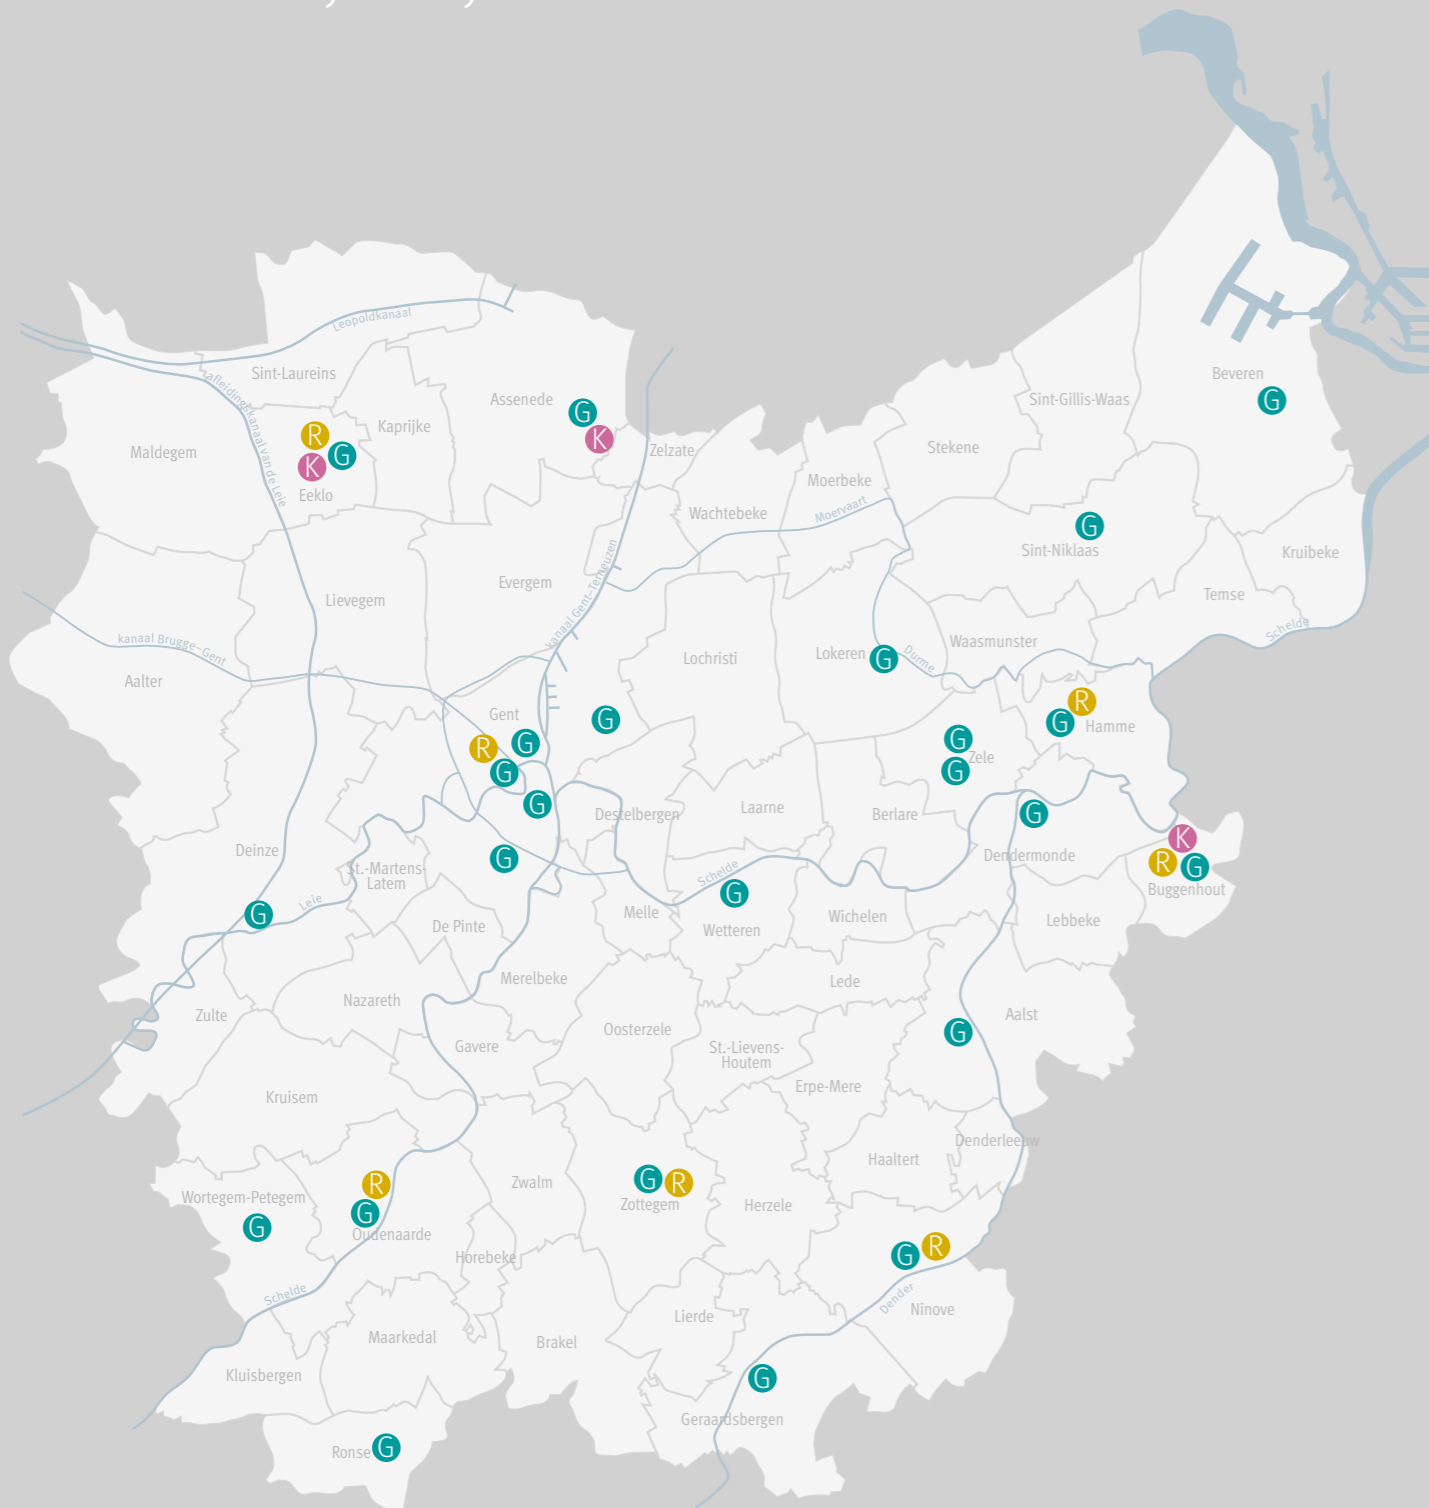 Leopoldkanaal
Sint-Laureins
afleidingskanaal van de Leie
Beveren
G
Assenede
G
Sint-Gillis-Waas
Kaprijke
R
K
G
Zelzate
Stekene
Maldegem
K
G
Eeklo
Moerbeke
Moervaart
Wachtebeke
G
Sint-Niklaas
Kruibeke
Evergem
kanaal Gent-Terneuzen
Temse
Lievegem
Schelde
kanaal Brugge-Gent
Waasmunster
Lokeren
G
Durme
Lochristi
Aalter
R
Gent
G
G
Hamme
R
G
G
Zele
G
G
G
Laarne
Destelbergen
Berlare
G
K
Deinze
Dendermonde
G
R
G
St.-Martens-
Latem
Schelde
Buggenhout
G
Leie
G
Melle
Wichelen
Lebbeke
De Pinte
Wetteren
Merelbeke
Lede
Nazareth
Zulte
Aalst
Oosterzele
G
Gavere
St.-Lievens-
Houtem
Erpe-Mere
Kruisem
Denderleeuw
Haaltert
R
Zwalm
G
R
Wortegem-Petegem
Zottegem
Herzele
G
G
Oudenaarde
Horebeke
G
R
Schelde
Dender
Ninove
Lierde
Maarkedal
Brakel
Kluisbergen
G
Geraardsbergen
Ronse
G